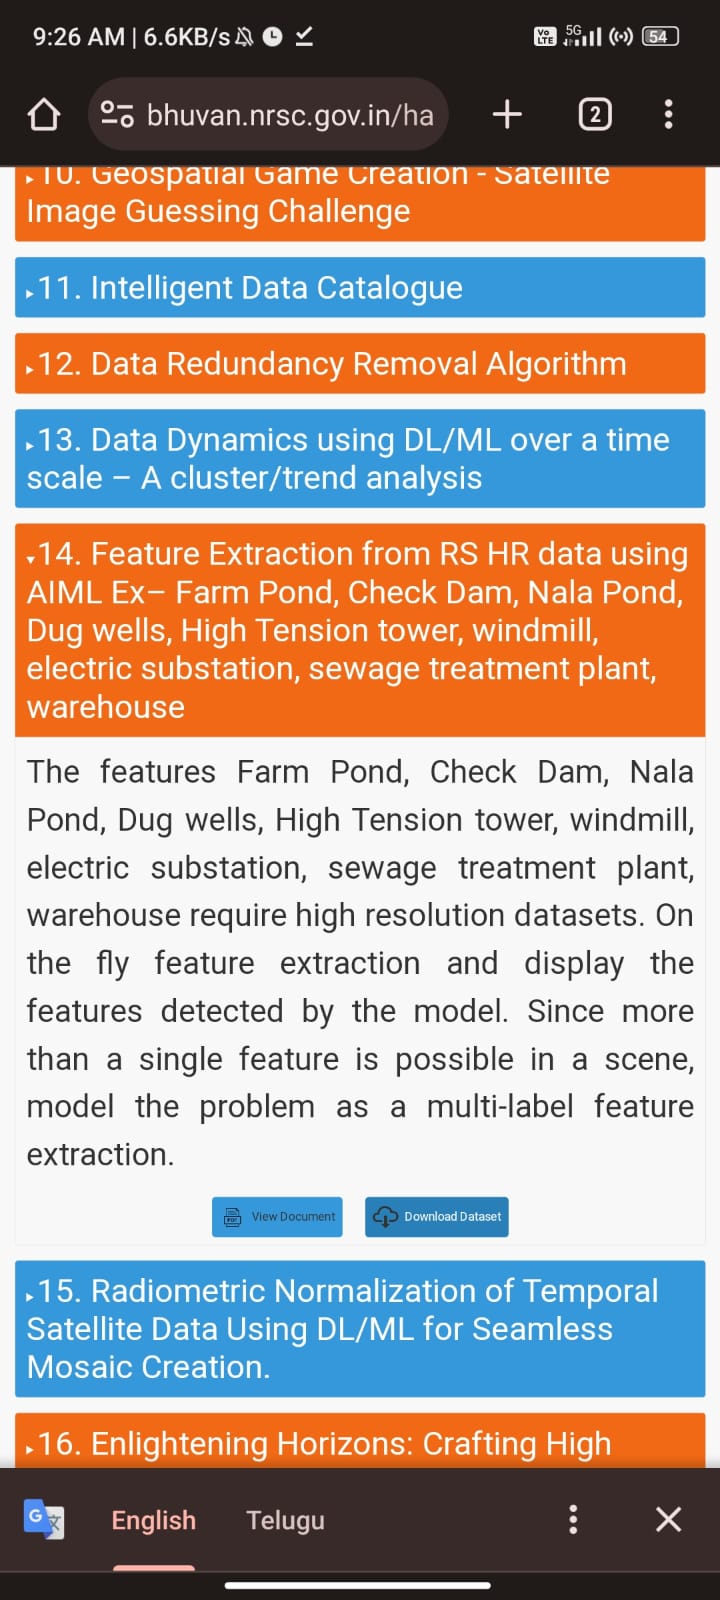 9:26 AM | 6.6KB/s
Vo LTE 5G 54
bhuvan.nrsc.gov.in/ha
2
10. Geospatial Game Creation - Satellite
Image Guessing Challenge
11. Intelligent Data Catalogue
12. Data Redundancy Removal Algorithm
13. Data Dynamics using DL/ML over a time
scale – A cluster/trend analysis
14. Feature Extraction from RS HR data using
AIML Ex– Farm Pond, Check Dam, Nala Pond,
Dug wells, High Tension tower, windmill,
electric substation, sewage treatment plant,
warehouse
The features Farm Pond, Check Dam, Nala
Pond, Dug wells, High Tension tower, windmill,
electric substation, sewage treatment plant,
warehouse require high resolution datasets. On
the fly feature extraction and display the
features detected by the model. Since more
than a single feature is possible in a scene,
model the problem as a multi-label feature
extraction.
PDF View Document Download Dataset
15. Radiometric Normalization of Temporal
Satellite Data Using DL/ML for Seamless
Mosaic Creation.
16. Enlightening Horizons: Crafting High
G 文 English Telugu